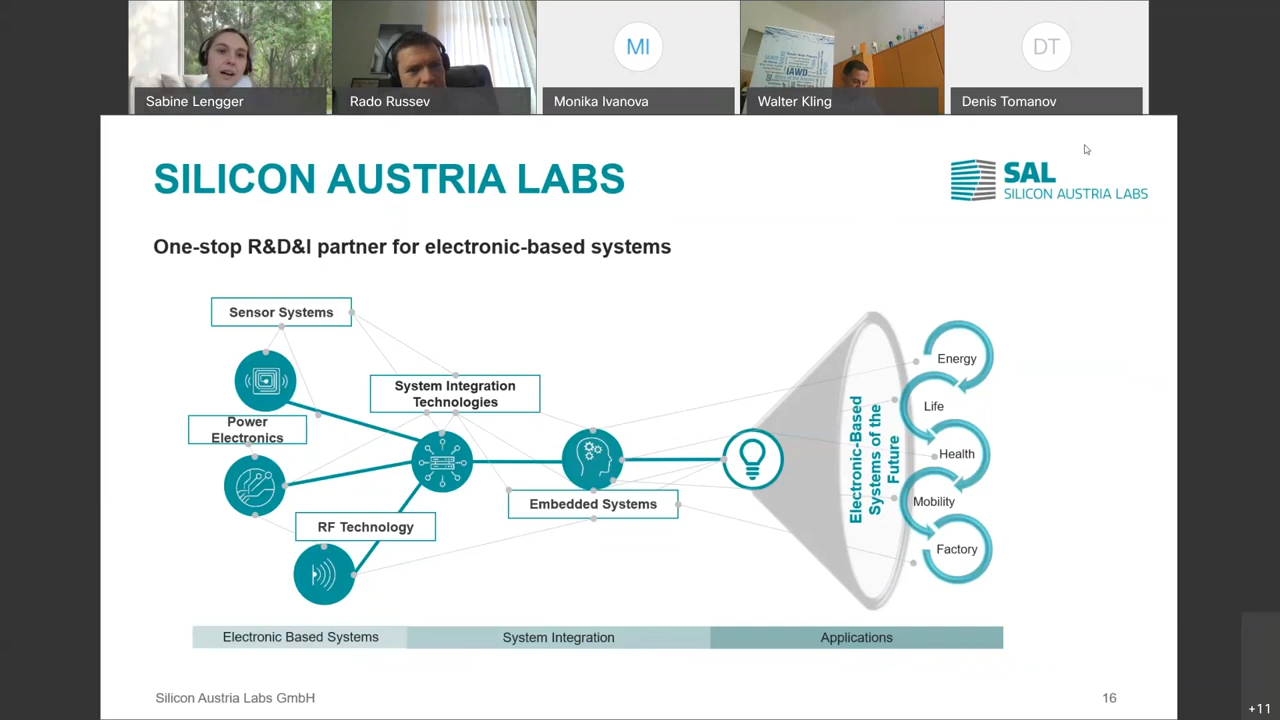 MI
DT
IAWD
Sabine Lengger
Rado Russev
Monika Ivanova
Walter Kling
Denis Tomanov
SILICON AUSTRIA LABS
SAL
SILICON AUSTRIA LABS
One-stop R&D&I partner for electronic-based systems
Sensor Systems
System Integration
Technologies
Power
Electronics
RF Technology
Embedded Systems
Electronic-Based
Systems of the
Future
Energy
Life
Health
Mobility
Factory
Electronic Based Systems
System Integration
Applications
Silicon Austria Labs GmbH
16
+11